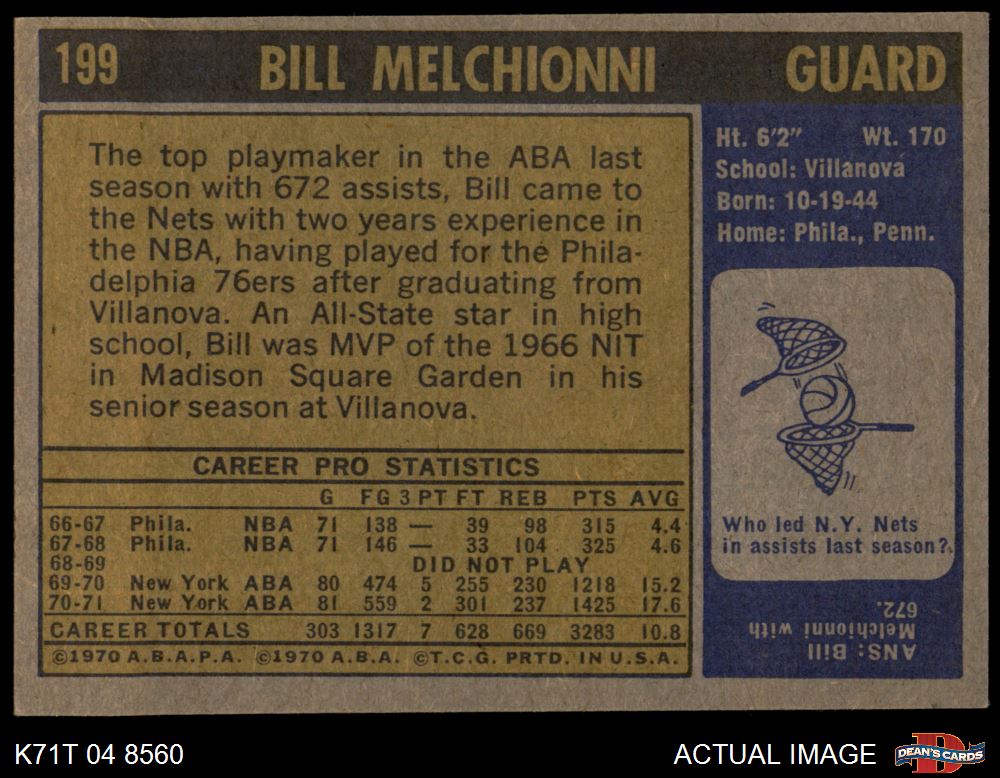 199 BILL MELCHIONNI GUARD
The top playmaker in the ABA last
season with 672 assists, Bill came to
the Nets with two years experience in
the NBA, having played for the Phila-
delphia 76ers after graduating from
Villanova. An All-State star in high
school, Bill was MVP of the 1966 NIT
in Madison Square Garden in his
senior season at Villanova.
Ht. 6'2" Wt. 170
School: Villanova
Born: 10-19-44
Home: Phila., Penn.
CAREER PRO STATISTICS
G FG 3 PT FT REB PTS AVG
66-67 Phila. NBA 71 138 — 39 98 315 4.4
67-68 Phila. NBA 71 146 — 33 104 325 4.6
68-69 DID NOT PLAY
69-70 New York ABA 80 474 5 255 230 1218 15.2
70-71 New York ABA 81 559 2 301 237 1425 17.6
CAREER TOTALS 303 1317 7 628 669 3283 10.8
©1970 A.B.A.P.A. ©1970 A.B.A. ©T.C.G. PRTD. IN U.S.A.
Who led N.Y. Nets
in assists last season?
ANS: Bill
Melchionni with
672.
K71T 04 8560 ACTUAL IMAGE
D
DEAN'S CARDS